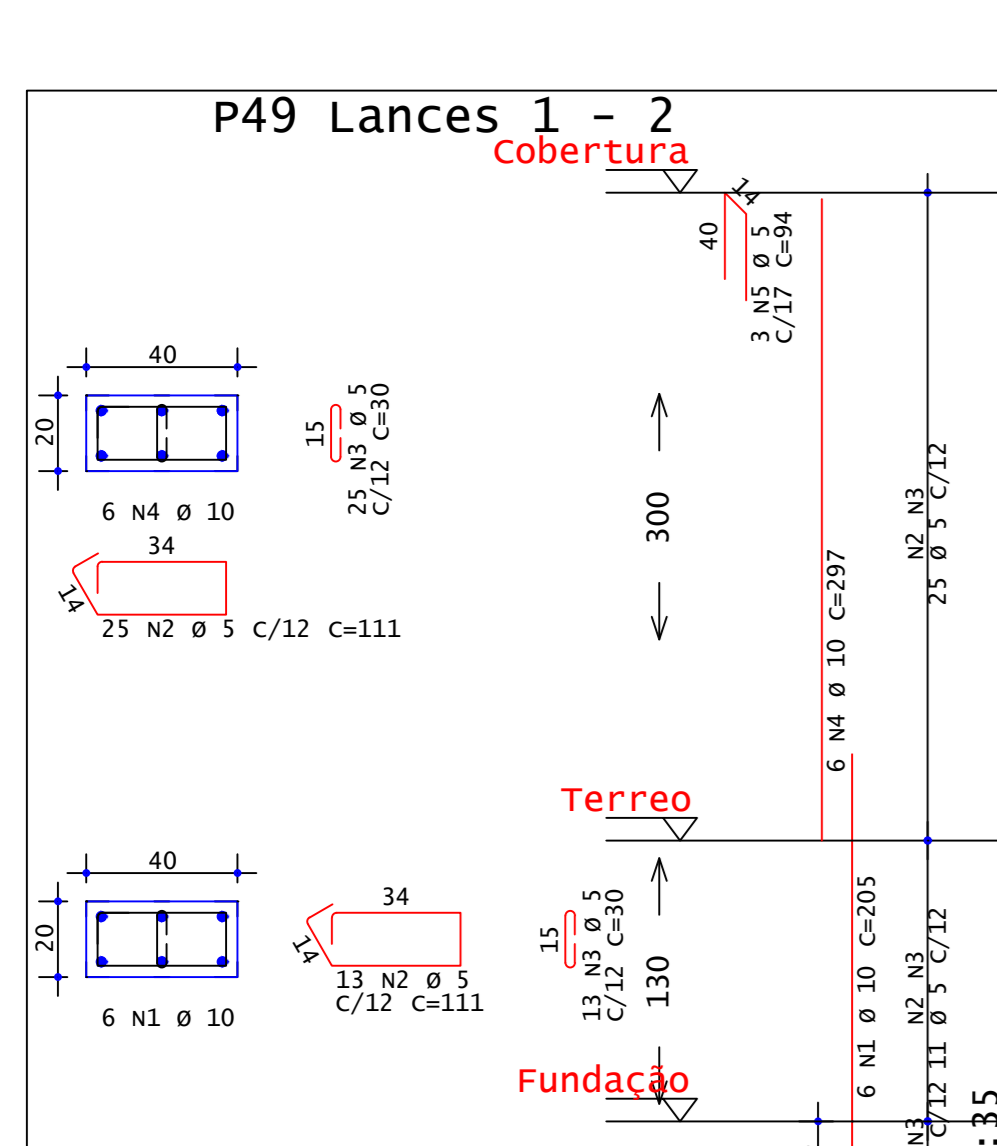 P49 Lances 1 - 2
Cobertura
14
40
3 N5 Ø 5
C/17 C=94
40
20
6 N4 Ø 10
15
25 N3 Ø 5
C/12 C=30
34
14
25 N2 Ø 5 C/12 C=111
300
6 N4 Ø 10 C=297
N2 N3
25 Ø 5 C/12
Terreo
40
20
6 N1 Ø 10
34
14
13 N2 Ø 5
C/12 C=111
15
13 N3 Ø 5
C/12 C=30
130
6 N1 Ø 10 C=205
N2 N3
11 Ø 5 C/12
Fundação
N3
C/12
:35